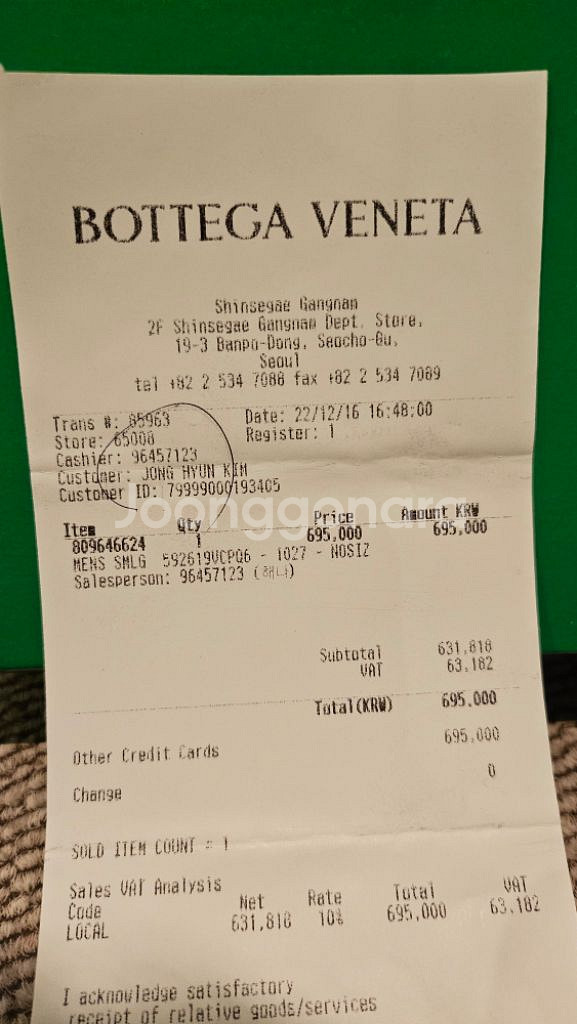 BOTTEGA VENETA
Shinsegae Gangnam
2F Shinsegae Gangnam Dept. Store,
19-3 Banpo-Dong, Seocho-Gu,
Seoul
tel +82 2 534 7088 fax +82 2 534 7089
Trans #: 85963 Date: 22/12/16 16:48:00
Store: 65008 Register: 1
Cashier: 96457123
Customer: JONG HYUN KIM
Customer ID: 79999000193405
Joonggonara
Item Qty Price Amount KRW
809646624 1 695,000 695,000
MENS SMLG 592619VCPQ6 - 1027 - NOSIZ
Salesperson: 96457123 (해나)
Subtotal 631,818
VAT 63,182
Total(KRW) 695,000
Other Credit Cards 695,000
Change 0
SOLD ITEM COUNT = 1
Sales VAT Analysis
Code Net Rate Total VAT
LOCAL 631,818 10% 695,000 63,182
I acknowledge satisfactory
receipt of relative goods/services